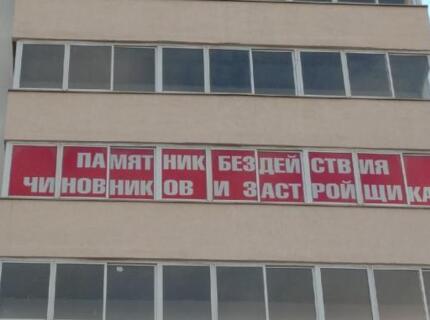 ПАМЯТНИК БЕЗДЕЙСТВИЯ
ЧИНОВНИКОВ И ЗАСТРОЙЩИКА